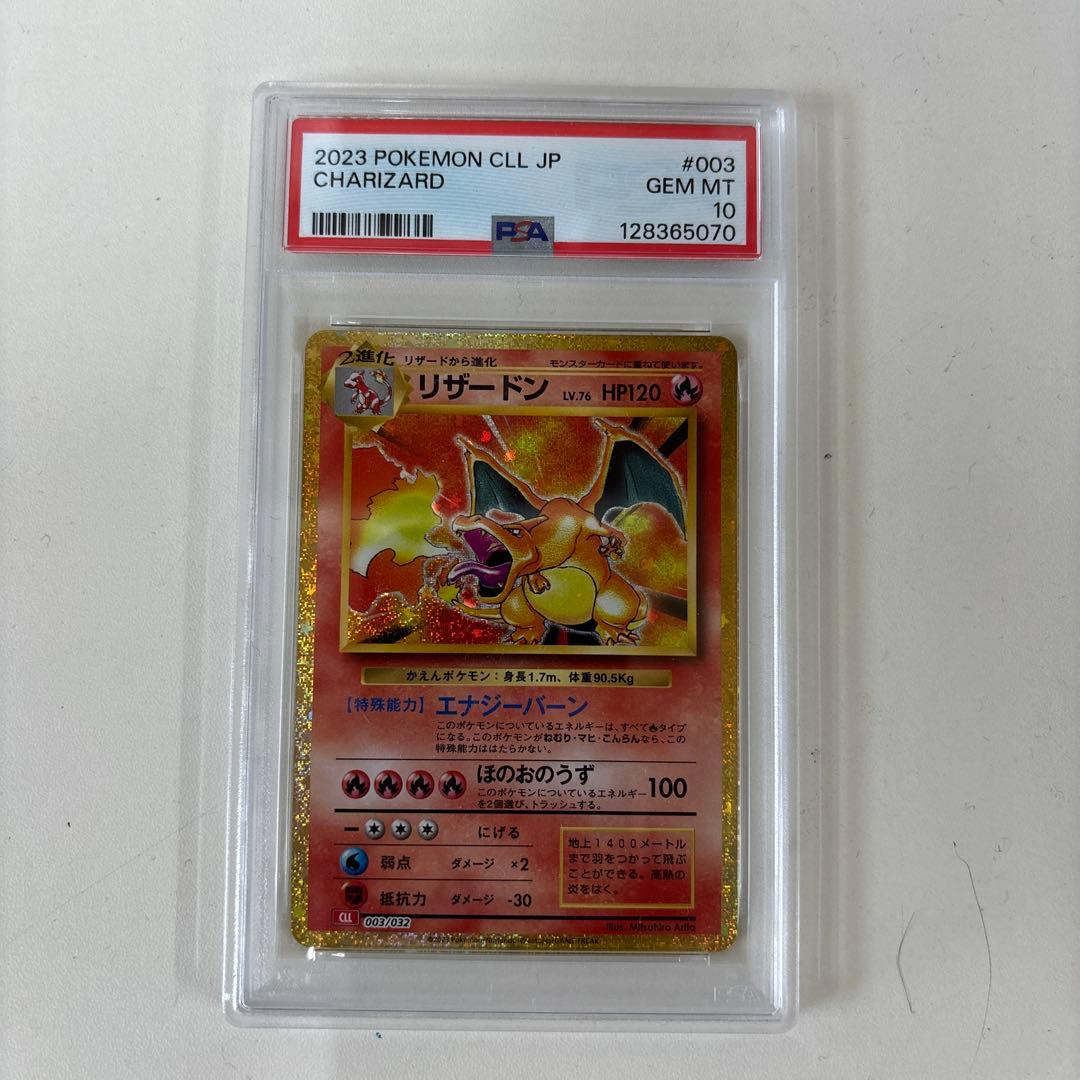 2023 POKEMON CLL JP #003
CHARIZARD GEM MT
10
PSA 128365070
2進化 リザードから進化 モンスターカードに重ねて使います。
リザードン LV.76 HP120
かえんポケモン：身長1.7m、体重90.5Kg
【特殊能力】エナジーバーン
このポケモンについているエネルギーは、すべてタイプ
になる。このポケモンがねむり・マヒ・こんらんなら、この
特殊能力ははたらかない。
ほのおのうず 100
このポケモンについているエネルギー
を2個選び、トラッシュする。
にげる
弱点 ダメージ ×2
抵抗力 ダメージ -30
地上1400メートル
まで羽をつかって飛ぶ
ことができる。高熱の
炎をはく。
CLL 003/032
Illus. Mitsuhiro Arita
©2023 Pokémon/Nintendo/Creatures/GAME FREAK.
PSA